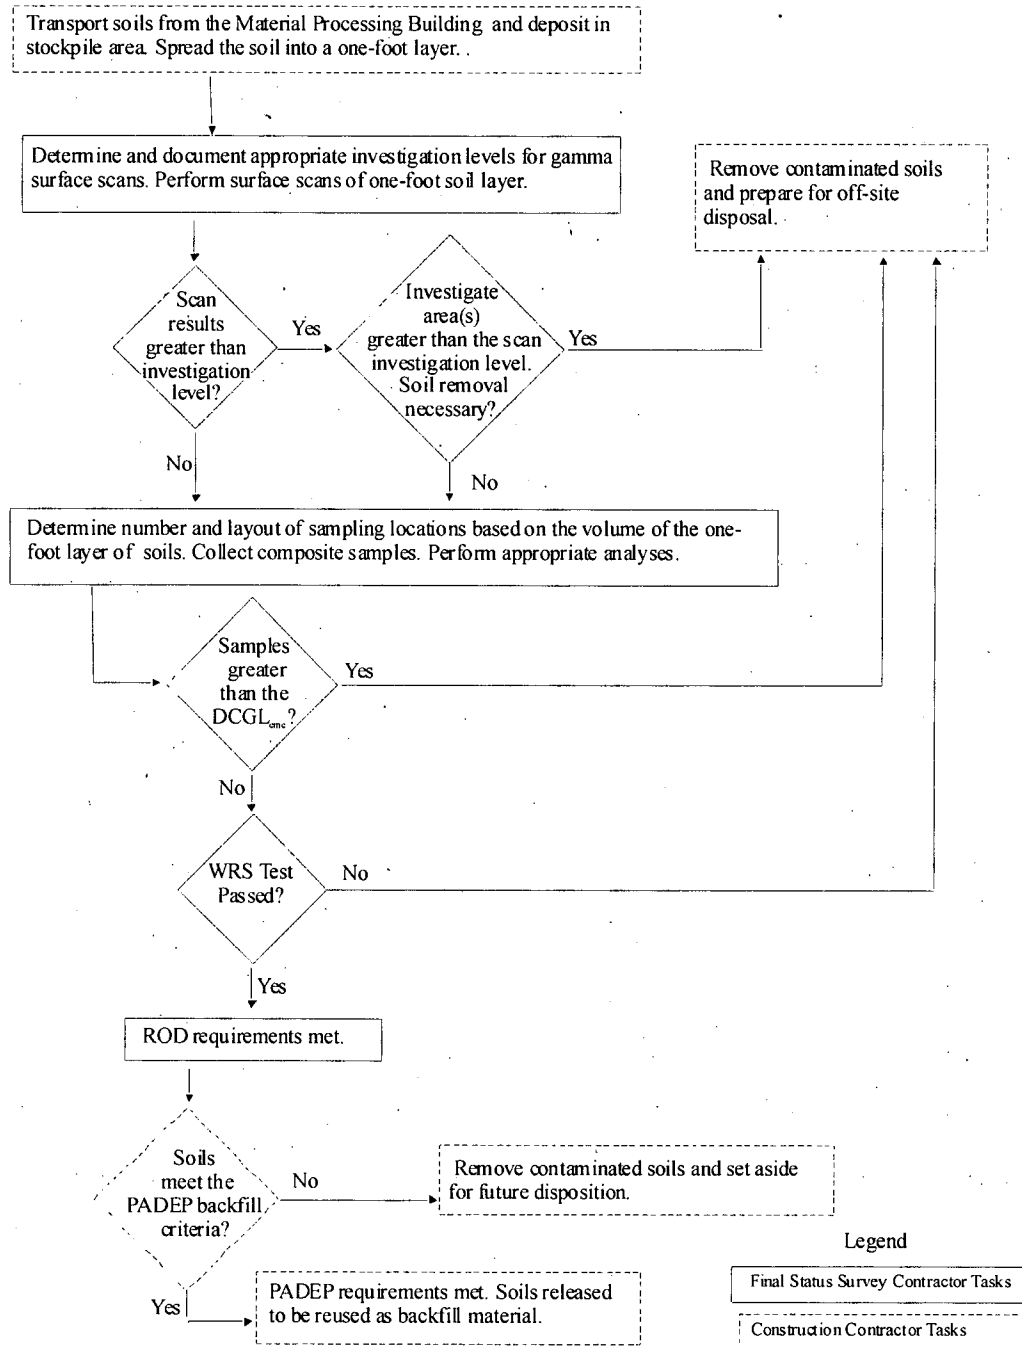 Transport soils from the Material Processing Building and deposit in
stockpile area. Spread the soil into a one-foot layer. .
Determine and document appropriate investigation levels for gamma
surface scans. Perform surface scans of one-foot soil layer.
Remove contaminated soils
and prepare for off-site
disposal.
Scan
results
greater than
investigation
level?
Yes
Investigate
area(s)
greater than the scan
investigation level.
Soil removal
necessary?
Yes
No
No
Determine number and layout of sampling locations based on the volume of the one-
foot layer of soils. Collect composite samples. Perform appropriate analyses.
Samples
greater
than the
DCGLemc?
Yes
No
WRS Test
Passed?
No
Yes
ROD requirements met.
Soils
meet the
PADEP backfill
criteria?
No
Remove contaminated soils and set aside
for future disposition.
Yes
PADEP requirements met. Soils released
to be reused as backfill material.
Legend
Final Status Survey Contractor Tasks
Construction Contractor Tasks